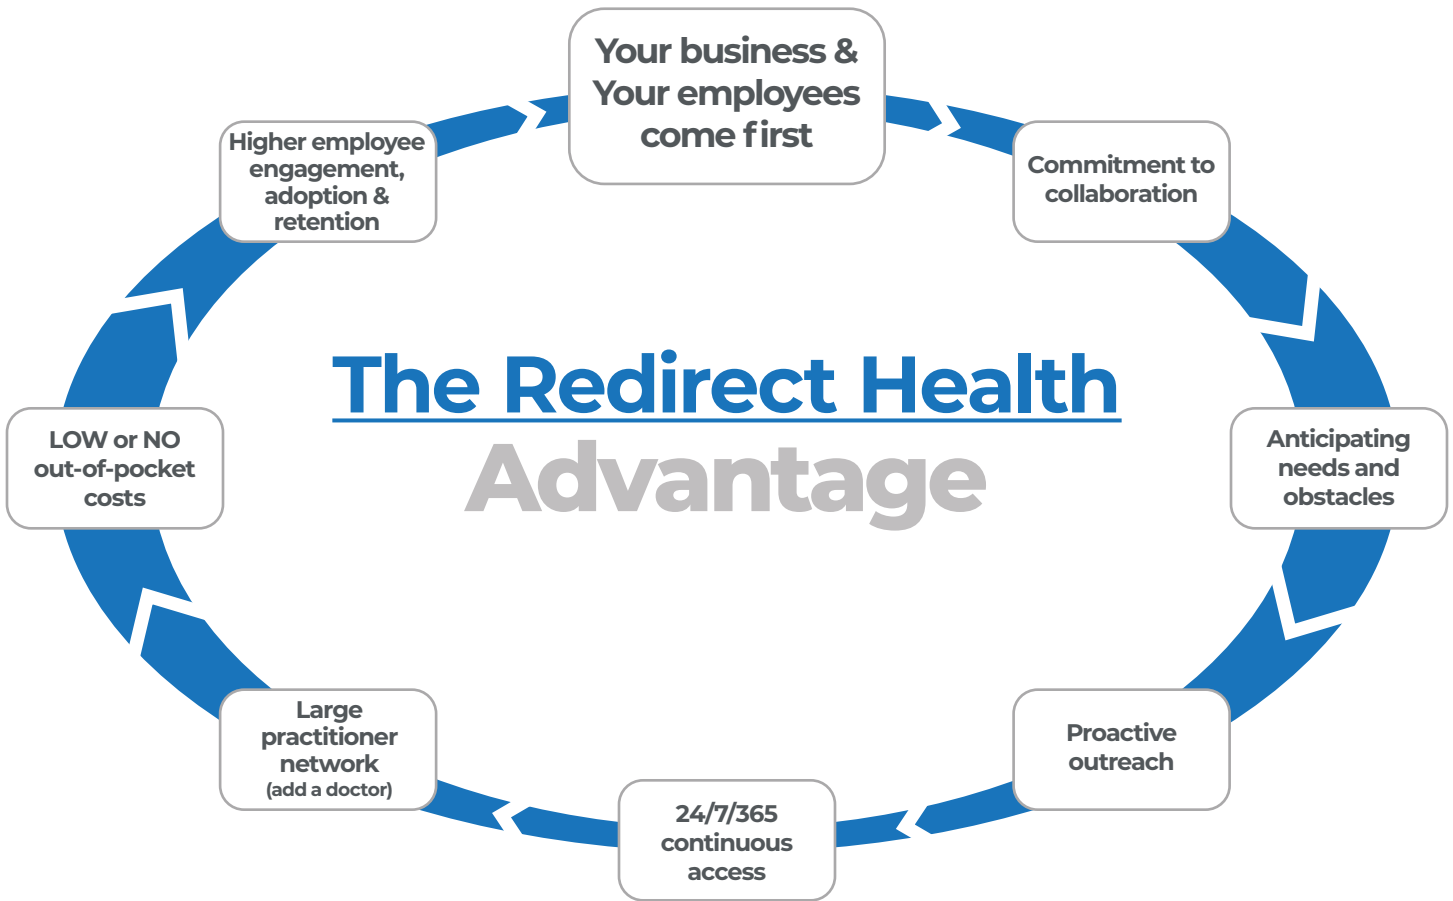 Your business &
Your employees
come first
Commitment to
collaboration
Anticipating
needs and
obstacles
Proactive
outreach
24/7/365
continuous
access
Large
practitioner
network
(add a doctor)
LOW or NO
out-of-pocket
costs
Higher employee
engagement,
adoption &
retention
The Redirect Health
Advantage